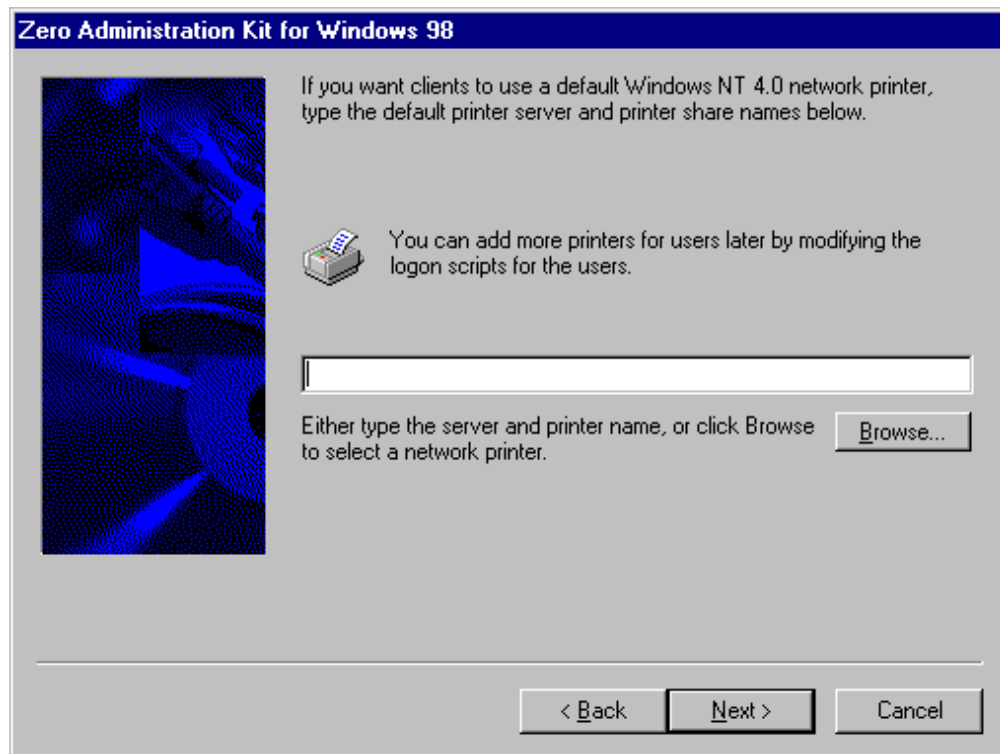 Zero Administration Kit for Windows 98
If you want clients to use a default Windows NT 4.0 network printer,
type the default printer server and printer share names below.
You can add more printers for users later by modifying the
logon scripts for the users.
Either type the server and printer name, or click Browse
to select a network printer.
Browse...
< Back
Next >
Cancel